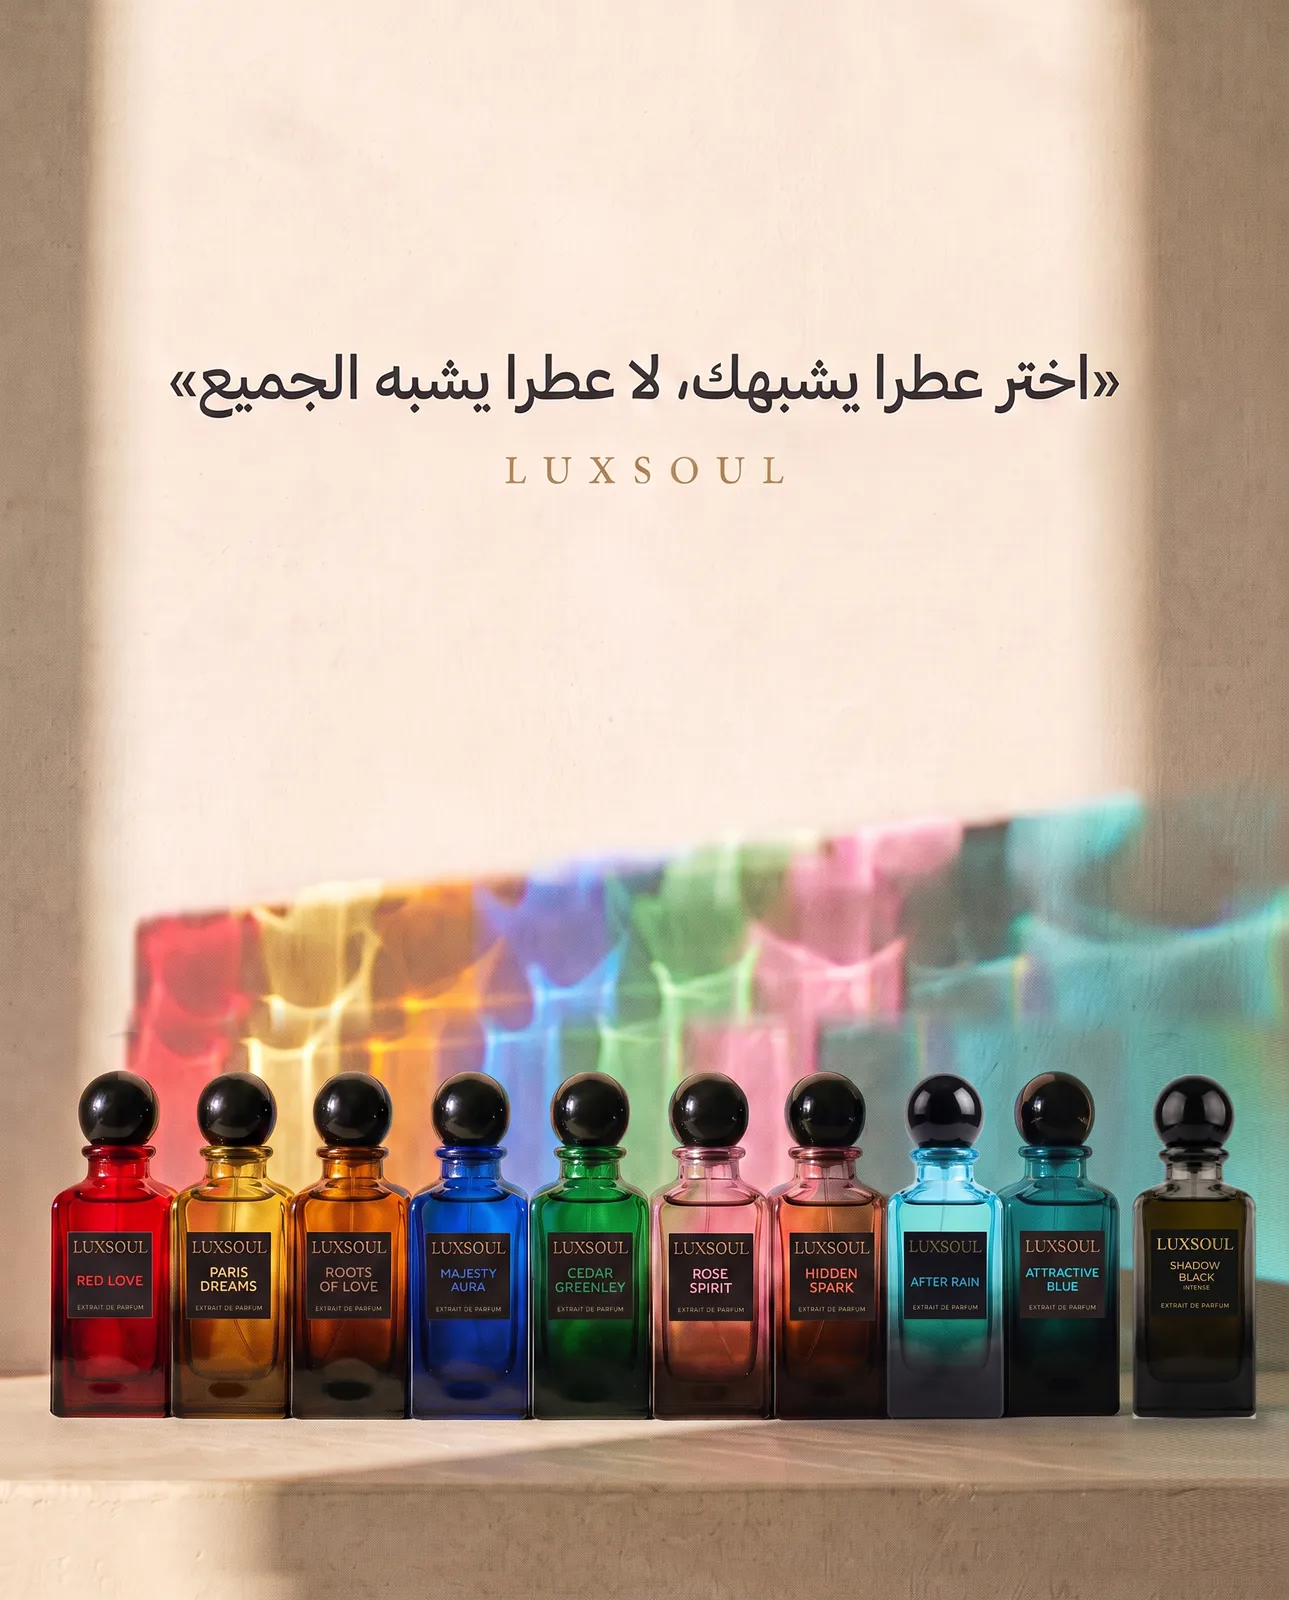 «اختر عطرا يشبهك، لا عطرا يشبه الجميع»
LUXSOUL
LUXSOUL
RED LOVE
EXTRAIT DE PARFUM
LUXSOUL
PARIS
DREAMS
EXTRAIT DE PARFUM
LUXSOUL
ROOTS
OF LOVE
EXTRAIT DE PARFUM
LUXSOUL
MAJESTY
AURA
EXTRAIT DE PARFUM
LUXSOUL
CEDAR
GREENLEY
EXTRAIT DE PARFUM
LUXSOUL
ROSE
SPIRIT
EXTRAIT DE PARFUM
LUXSOUL
HIDDEN
SPARK
EXTRAIT DE PARFUM
LUXSOUL
AFTER RAIN
EXTRAIT DE PARFUM
LUXSOUL
ATTRACTIVE
BLUE
EXTRAIT DE PARFUM
LUXSOUL
SHADOW
BLACK
INTENSE
EXTRAIT DE PARFUM